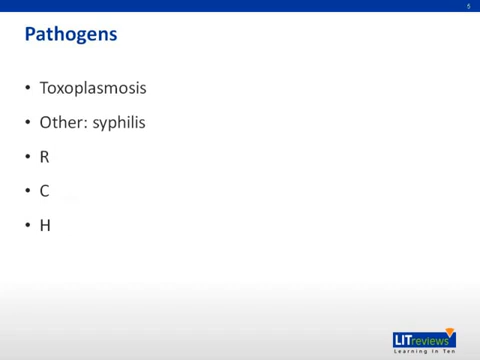 5
Pathogens
• Toxoplasmosis
• Other: syphilis
• R
• C
• H
LITreviews
Learning in Ten